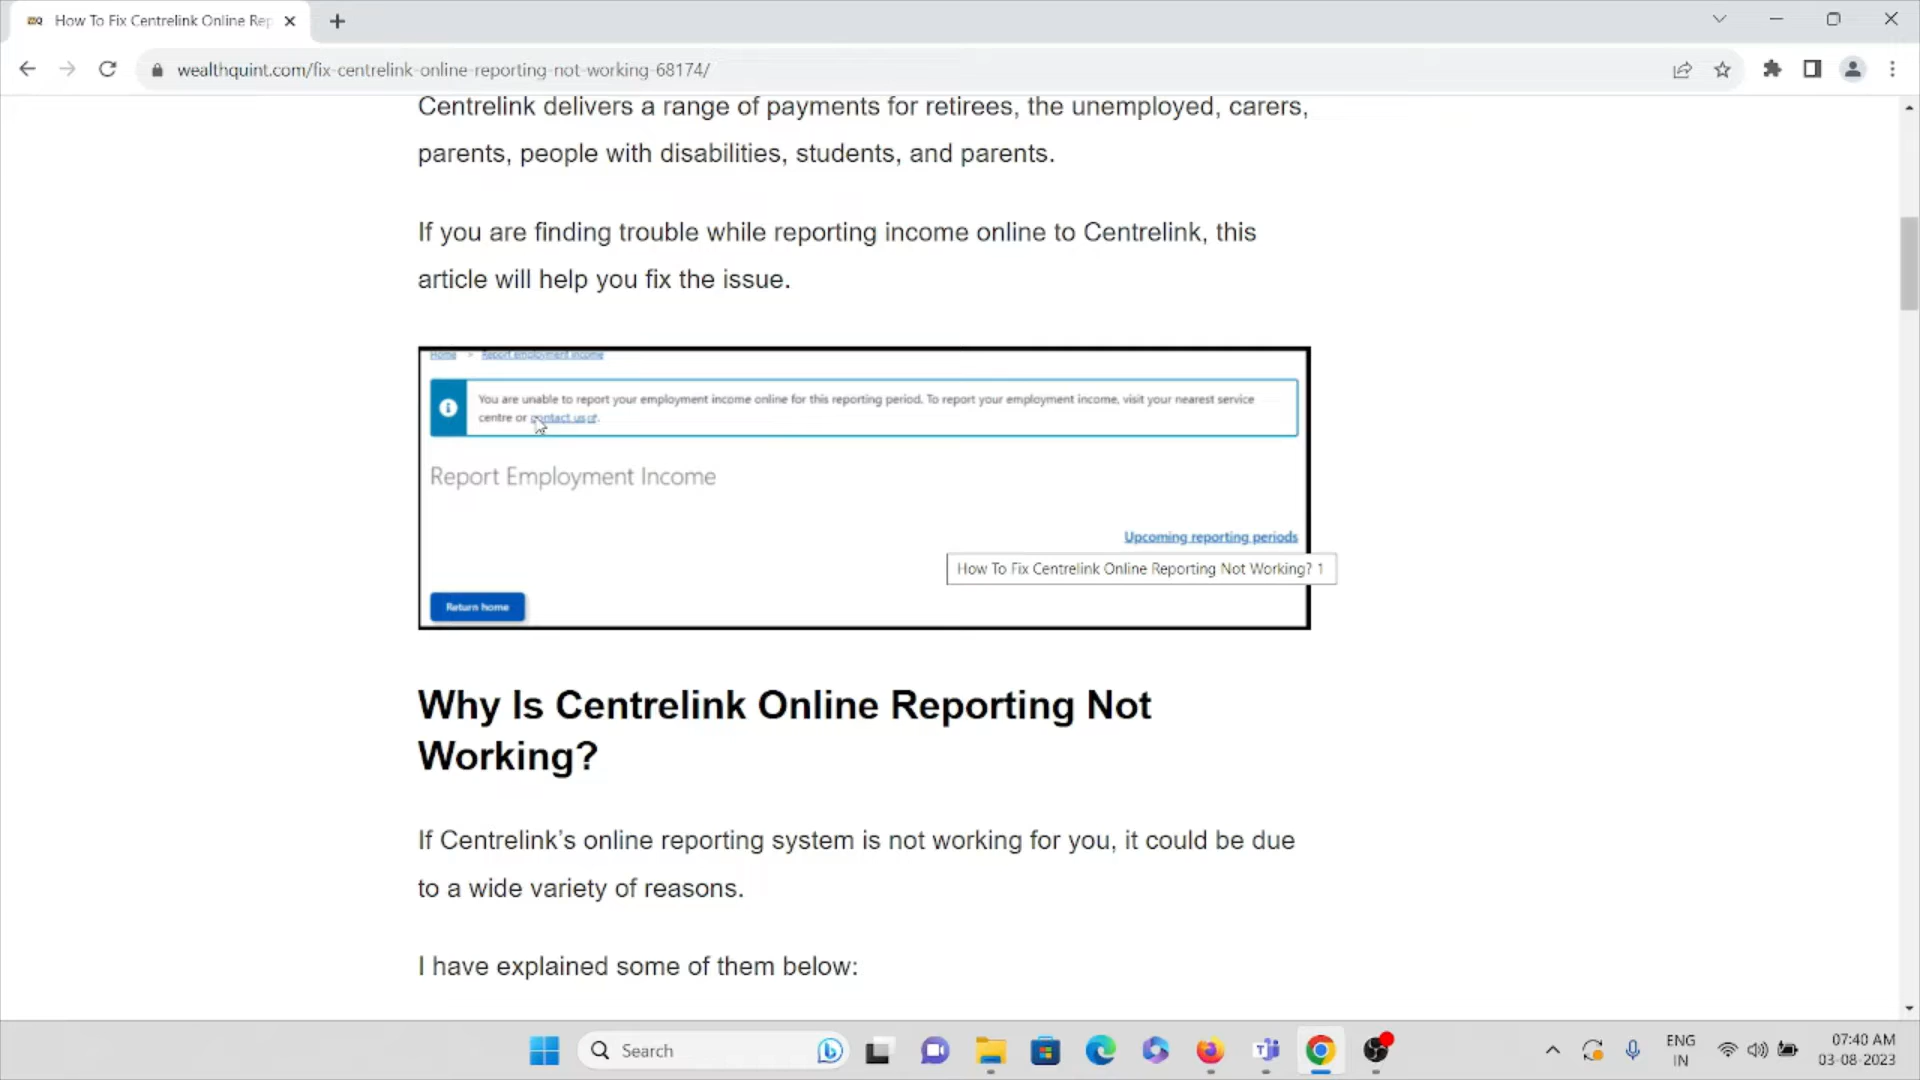 How To Fix Centrelink Online Rep
wealthquint.com/fix-centrelink-online-reporting-not-working-68174/
Centrelink delivers a range of payments for retirees, the unemployed, carers,
parents, people with disabilities, students, and parents.
If you are finding trouble while reporting income online to Centrelink, this
article will help you fix the issue.
Home > Report employment income
You are unable to report your employment income online for this reporting period. To report your employment income, visit your nearest service
centre or contact us.
Report Employment Income
Upcoming reporting periods
How To Fix Centrelink Online Reporting Not Working? 1
Return home
Why Is Centrelink Online Reporting Not
Working?
If Centrelink’s online reporting system is not working for you, it could be due
to a wide variety of reasons.
I have explained some of them below:
Search
ENG
IN
07:40 AM
03-08-2023